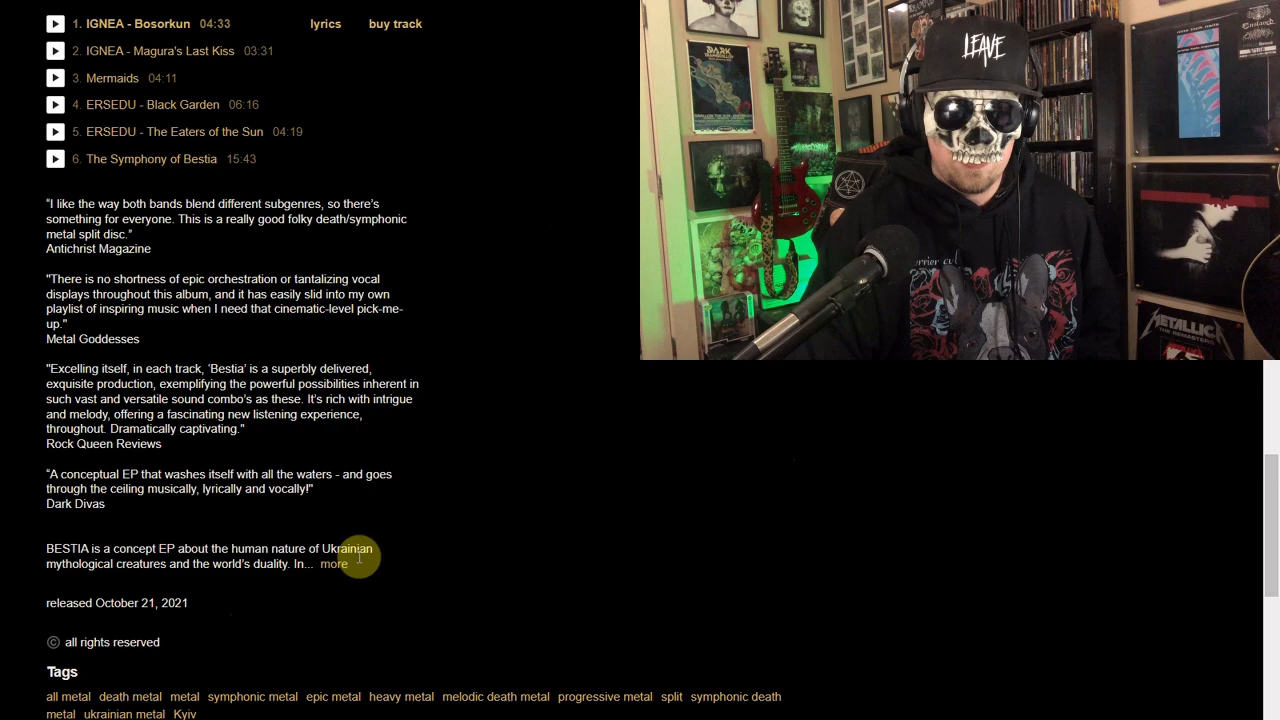 1. IGNEA - Bosorkun 04:33 lyrics buy track
2. IGNEA - Magura's Last Kiss 03:31
3. Mermaids 04:11
4. ERSEDU - Black Garden 06:16
5. ERSEDU - The Eaters of the Sun 04:19
6. The Symphony of Bestia 15:43
“I like the way both bands blend different subgenres, so there’s
something for everyone. This is a really good folky death/symphonic
metal split disc.”
Antichrist Magazine
"There is no shortness of epic orchestration or tantalizing vocal
displays throughout this album, and it has easily slid into my own
playlist of inspiring music when I need that cinematic-level pick-me-
up."
Metal Goddesses
"Excelling itself, in each track, ‘Bestia’ is a superbly delivered,
exquisite production, exemplifying the powerful possibilities inherent in
such vast and versatile sound combo’s as these. It’s rich with intrigue
and melody, offering a fascinating new listening experience,
throughout. Dramatically captivating."
Rock Queen Reviews
“A conceptual EP that washes itself with all the waters - and goes
through the ceiling musically, lyrically and vocally!"
Dark Divas
BESTIA is a concept EP about the human nature of Ukrainian
mythological creatures and the world’s duality. In... more
released October 21, 2021
© all rights reserved
Tags
all metal death metal metal symphonic metal epic metal heavy metal melodic death metal progressive metal split symphonic death
metal ukrainian metal Kyiv
LEAVE
DARK
METALLICA
THE REMASTERS